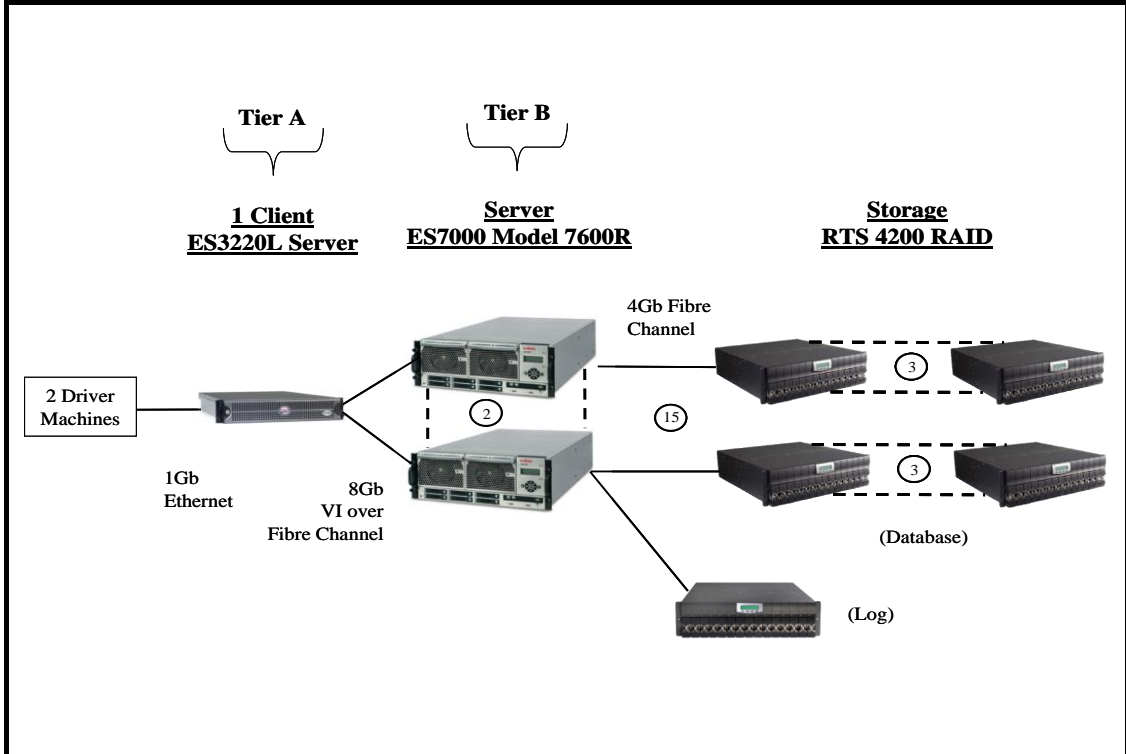 Tier A
Tier B
1 Client
ES3220L Server
Server
ES7000 Model 7600R
Storage
RTS 4200 RAID
4Gb Fibre
Channel
3
2 Driver
Machines
2
15
3
1Gb
Ethernet
8Gb
VI over
Fibre Channel
(Database)
(Log)